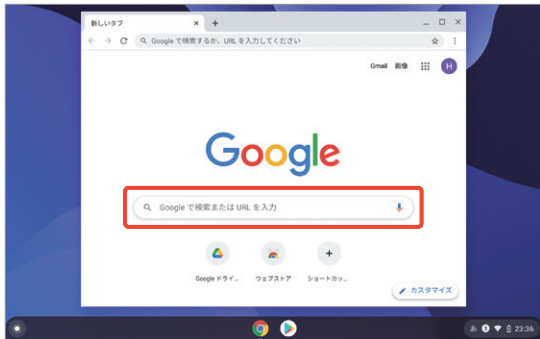 新しいタブ
Google で検索するか、URL を入力してください
Gmail 画像 H
Google
Google で検索または URL を入力
Google ドライ... ウェブストア ショートカッ...
カスタマイズ
あ 23:36